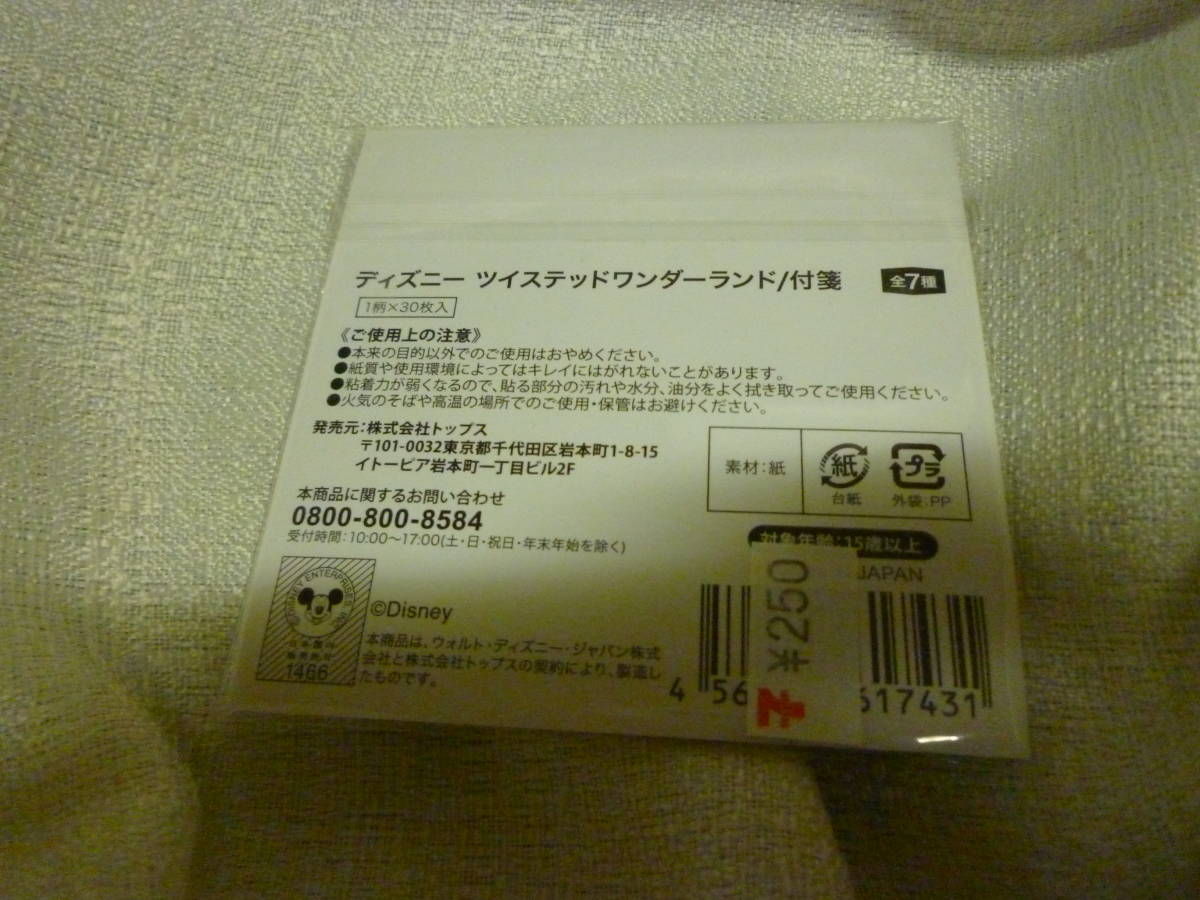 ディズニー ツイステッドワンダーランド/付箋
全7種
1柄×30枚入
《ご使用上の注意》
●本来の目的以外でのご使用はおやめください。
●紙質や使用環境によってはキレイにはがれないことがあります。
●粘着力が弱くなるので、貼る部分の汚れや水分、油分をよく拭き取ってご使用ください。
●火気のそばや高温の場所でのご使用・保管はお避けください。
発売元:株式会社トップス
〒101-0032東京都千代田区岩本町1-8-15
イトーピア岩本町一丁目ビル2F
本商品に関するお問い合わせ
0800-800-8584
受付時間:10:00～17:00(土・日・祝日・年末年始を除く)
素材:紙
紙
台紙
プラ
外袋:PP
対象年齢:15歳以上
JAPAN
©DISNEY ENTERPRISES INC.
1466
©Disney
本商品は、ウォルト・ディズニー・ジャパン株式
会社と株式会社トップスの契約により、製造し
たものです。
¥250
4 56 617431